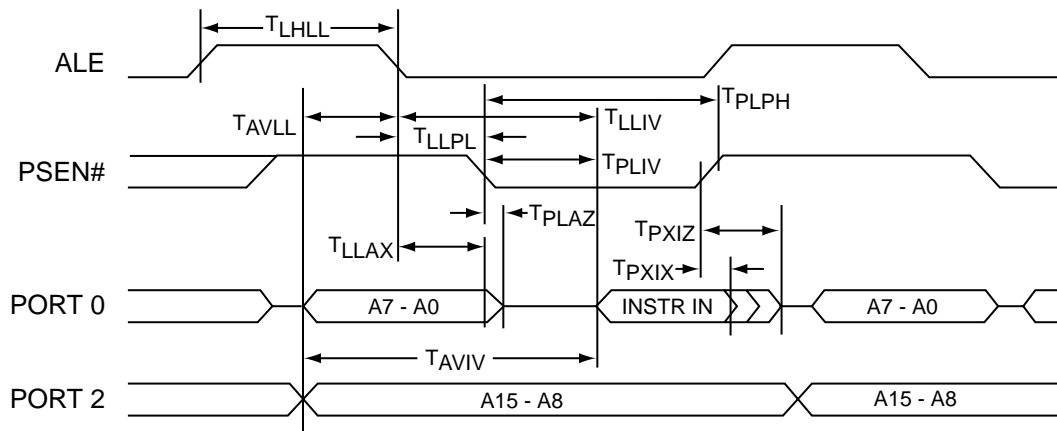 TLHLL
ALE
TPLPH
TAVLL
TLLIV
TLLPL
PSEN#
TPLIV
TPLAZ
TLLAX
TPXIZ
TPXIX
PORT 0
A7 - A0
INSTR IN
A7 - A0
TAVIV
PORT 2
A15 - A8
A15 - A8